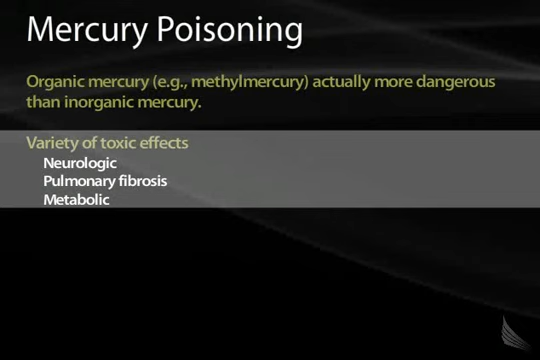 Mercury Poisoning
Organic mercury (e.g., methylmercury) actually more dangerous
than inorganic mercury.
Variety of toxic effects
Neurologic
Pulmonary fibrosis
Metabolic